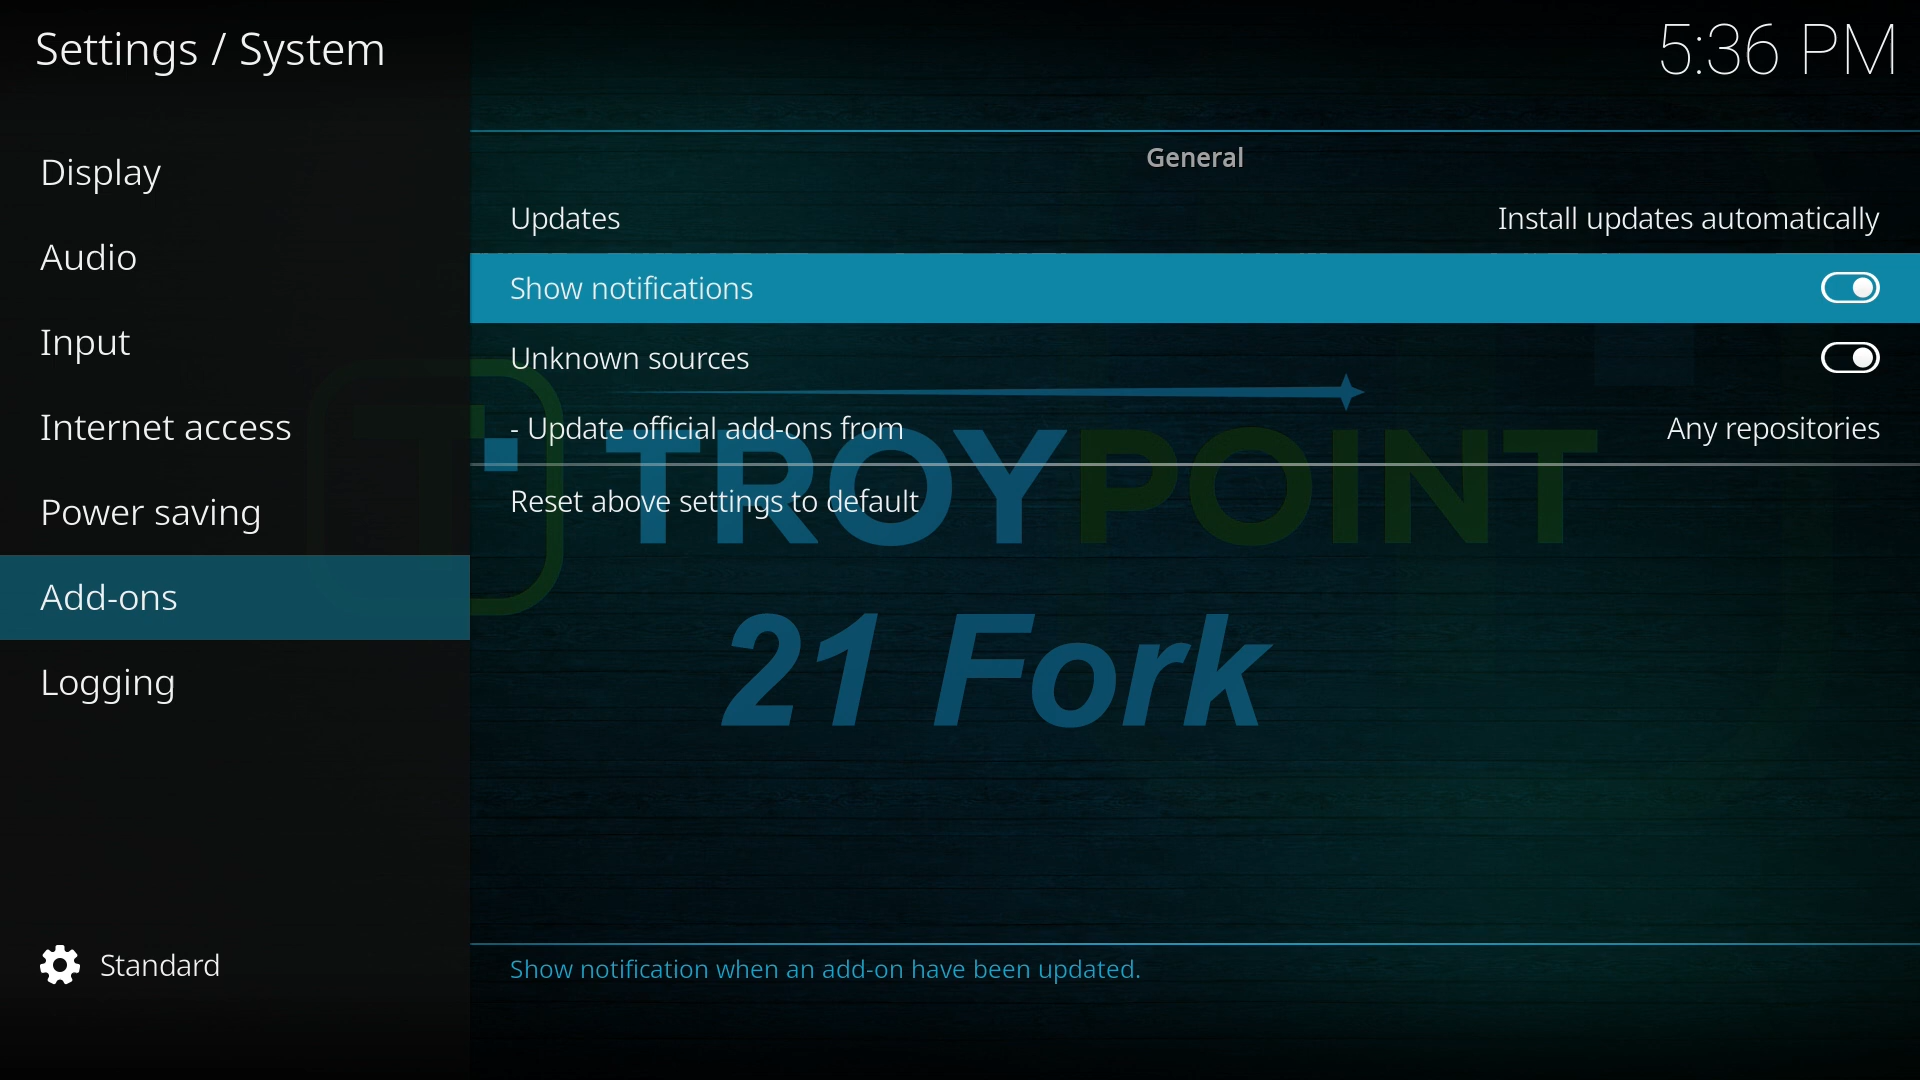 Settings / System
5:36 PM
Display
Audio
Input
Internet access
Power saving
Add-ons
Logging
Standard
General
Updates Install updates automatically
Show notifications
Unknown sources
- Update official add-ons from Any repositories
Reset above settings to default
TROYPOINT
21 Fork
Show notification when an add-on have been updated.